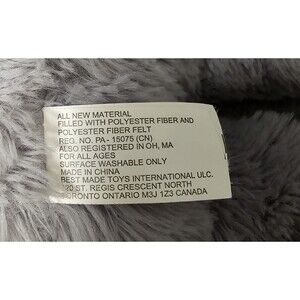 ALL NEW MATERIAL
FILLED WITH POLYESTER FIBER AND
POLYESTER FIBER FELT
REG. NO. PA- 15075 (CN)
ALSO REGISTERED IN OH, MA
FOR ALL AGES
SURFACE WASHABLE ONLY
MADE IN CHINA
BEST MADE TOYS INTERNATIONAL ULC.
20 ST. REGIS CRESCENT NORTH
TORONTO ONTARIO M3J 1Z3 CANADA